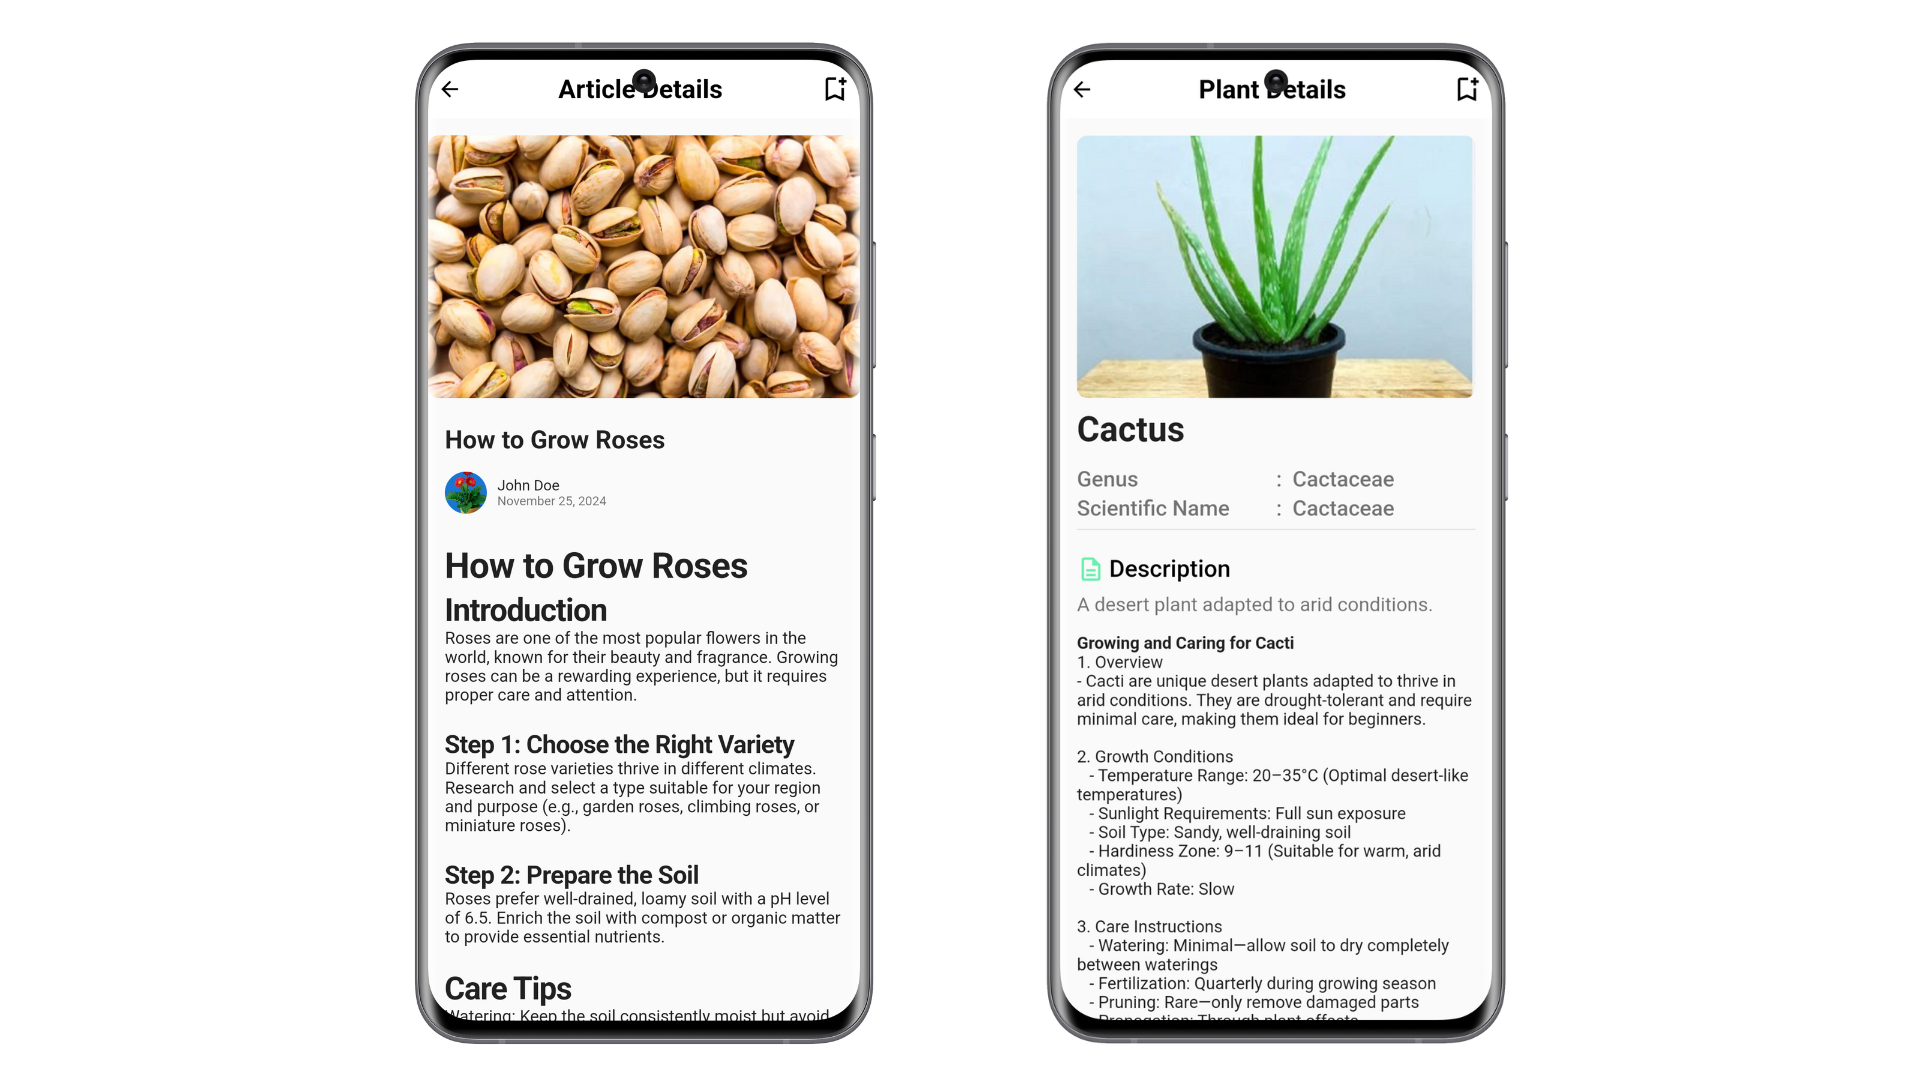 Article Details
How to Grow Roses
John Doe
November 25, 2024
How to Grow Roses
Introduction
Roses are one of the most popular flowers in the
world, known for their beauty and fragrance. Growing
roses can be a rewarding experience, but it requires
proper care and attention.
Step 1: Choose the Right Variety
Different rose varieties thrive in different climates.
Research and select a type suitable for your region
and purpose (e.g., garden roses, climbing roses, or
miniature roses).
Step 2: Prepare the Soil
Roses prefer well-drained, loamy soil with a pH level
of 6.5. Enrich the soil with compost or organic matter
to provide essential nutrients.
Care Tips
Watering: Keep the soil consistently moist but avoid
Plant Details
Cactus
Genus : Cactaceae
Scientific Name : Cactaceae
Description
A desert plant adapted to arid conditions.
Growing and Caring for Cacti
1. Overview
- Cacti are unique desert plants adapted to thrive in
arid conditions. They are drought-tolerant and require
minimal care, making them ideal for beginners.
2. Growth Conditions
- Temperature Range: 20–35°C (Optimal desert-like
temperatures)
- Sunlight Requirements: Full sun exposure
- Soil Type: Sandy, well-draining soil
- Hardiness Zone: 9–11 (Suitable for warm, arid
climates)
- Growth Rate: Slow
3. Care Instructions
- Watering: Minimal—allow soil to dry completely
between waterings
- Fertilization: Quarterly during growing season
- Pruning: Rare—only remove damaged parts
- Propagation: Through plant offsets